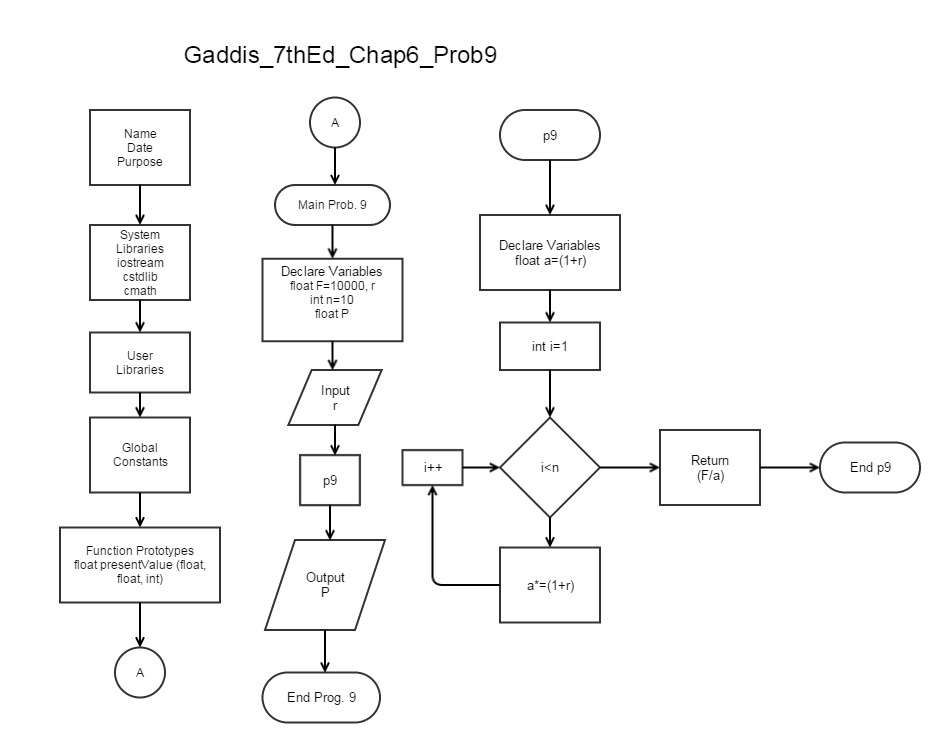 Gaddis_7thEd_Chap6_Prob9
Name
Date
Purpose
System
Libraries
iostream
cstdlib
cmath
User
Libraries
Global
Constants
Function Prototypes
float presentValue (float,
float, int)
A
A
Main Prob. 9
Declare Variables
float F=10000, r
int n=10
float P
Input
r
p9
Output
P
End Prog. 9
p9
Declare Variables
float a=(1+r)
int i=1
i<n
i++
a*=(1+r)
Return
(F/a)
End p9